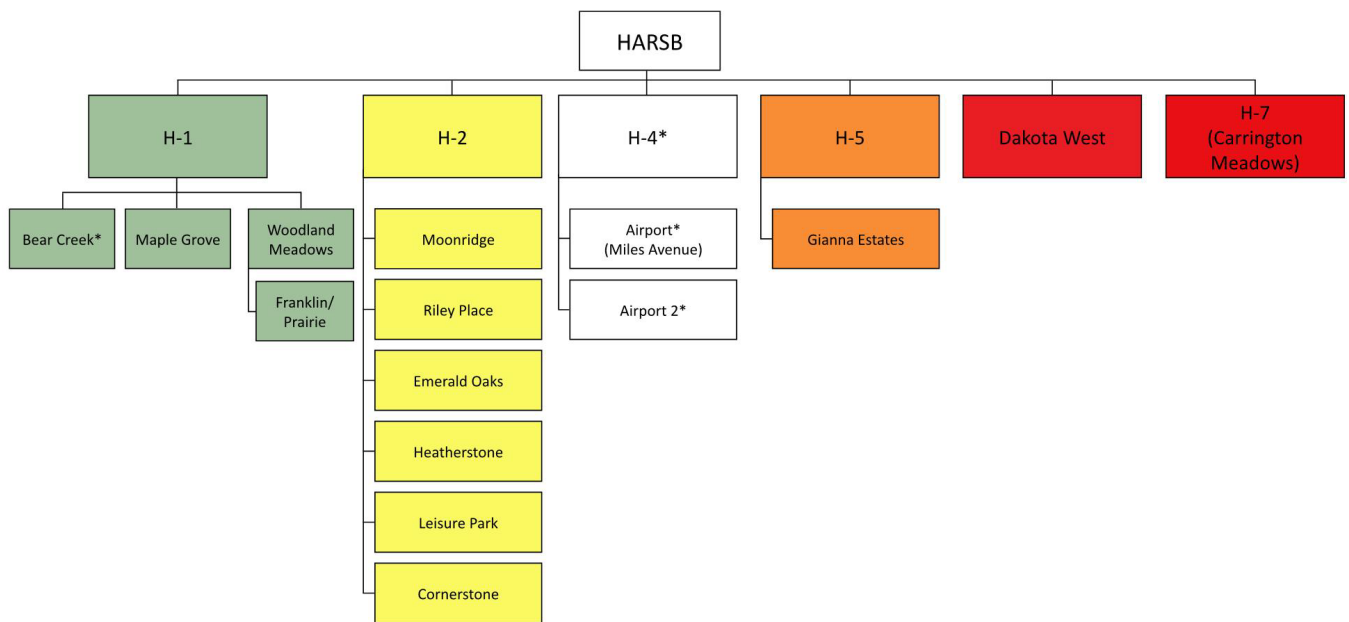 HARSB
H-1
H-2
H-4*
H-5
Dakota West
H-7
(Carrington
Meadows)
Bear Creek*
Maple Grove
Woodland
Meadows
Franklin/
Prairie
Moonridge
Riley Place
Emerald Oaks
Heatherstone
Leisure Park
Cornerstone
Airport*
(Miles Avenue)
Airport 2*
Gianna Estates